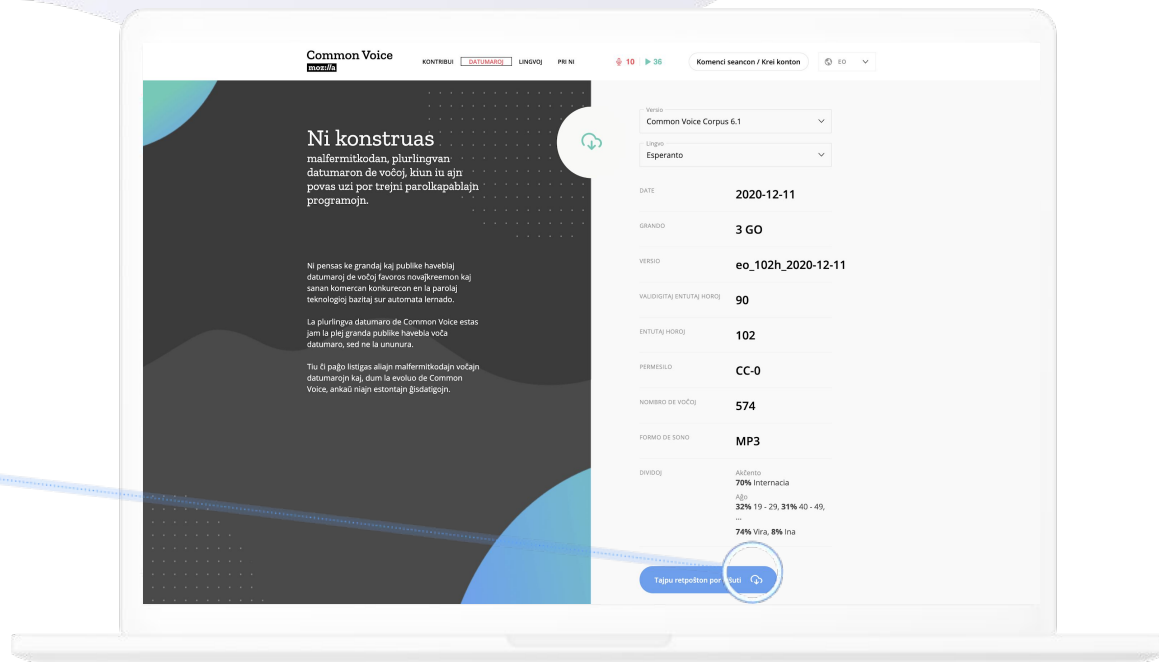 Common Voice
moz://a
KONTRIBUI DATUMAROJ LINGVOJ PRI NI
10 36
Komenci seancon / Krei konton
EO
Ni konstruas
malfermitkodan, plurlingvan
datumaron de voĉoj, kiun iu ajn
povas uzi por trejni parolkapablajn
programojn.
Ni pensas ke grandaj kaj publike haveblaj
datumaroj de voĉoj favoros novaĵkreemon kaj
sanan komercan konkurecon en la parolaj
teknologioj bazitaj sur automata lernado.
La plurlingva datumaro de Common Voice estas
jam la plej granda publike havebla voĉa
datumaro, sed ne la ununura.
Tiu ĉi paĝo listigas aliajn malfermitkodajn voĉajn
datumarojn kaj, dum la evoluo de Common
Voice, ankaŭ niajn estontajn ĝisdatigojn.
Versio
Common Voice Corpus 6.1
Lingvo
Esperanto
DATE 2020-12-11
GRANDO 3 GO
VERSIO eo_102h_2020-12-11
VALIDIGITAJ ENTUTAJ HOROJ 90
ENTUTAJ HOROJ 102
PERMESILO CC-0
NOMBRO DE VOĈOJ 574
FORMO DE SONO MP3
DIVIDOJ Akĉento
70% Internacia
Aĝo
32% 19 - 29, 31% 40 - 49,
...
74% Vira, 8% Ina
Tajpu retpoŝton por